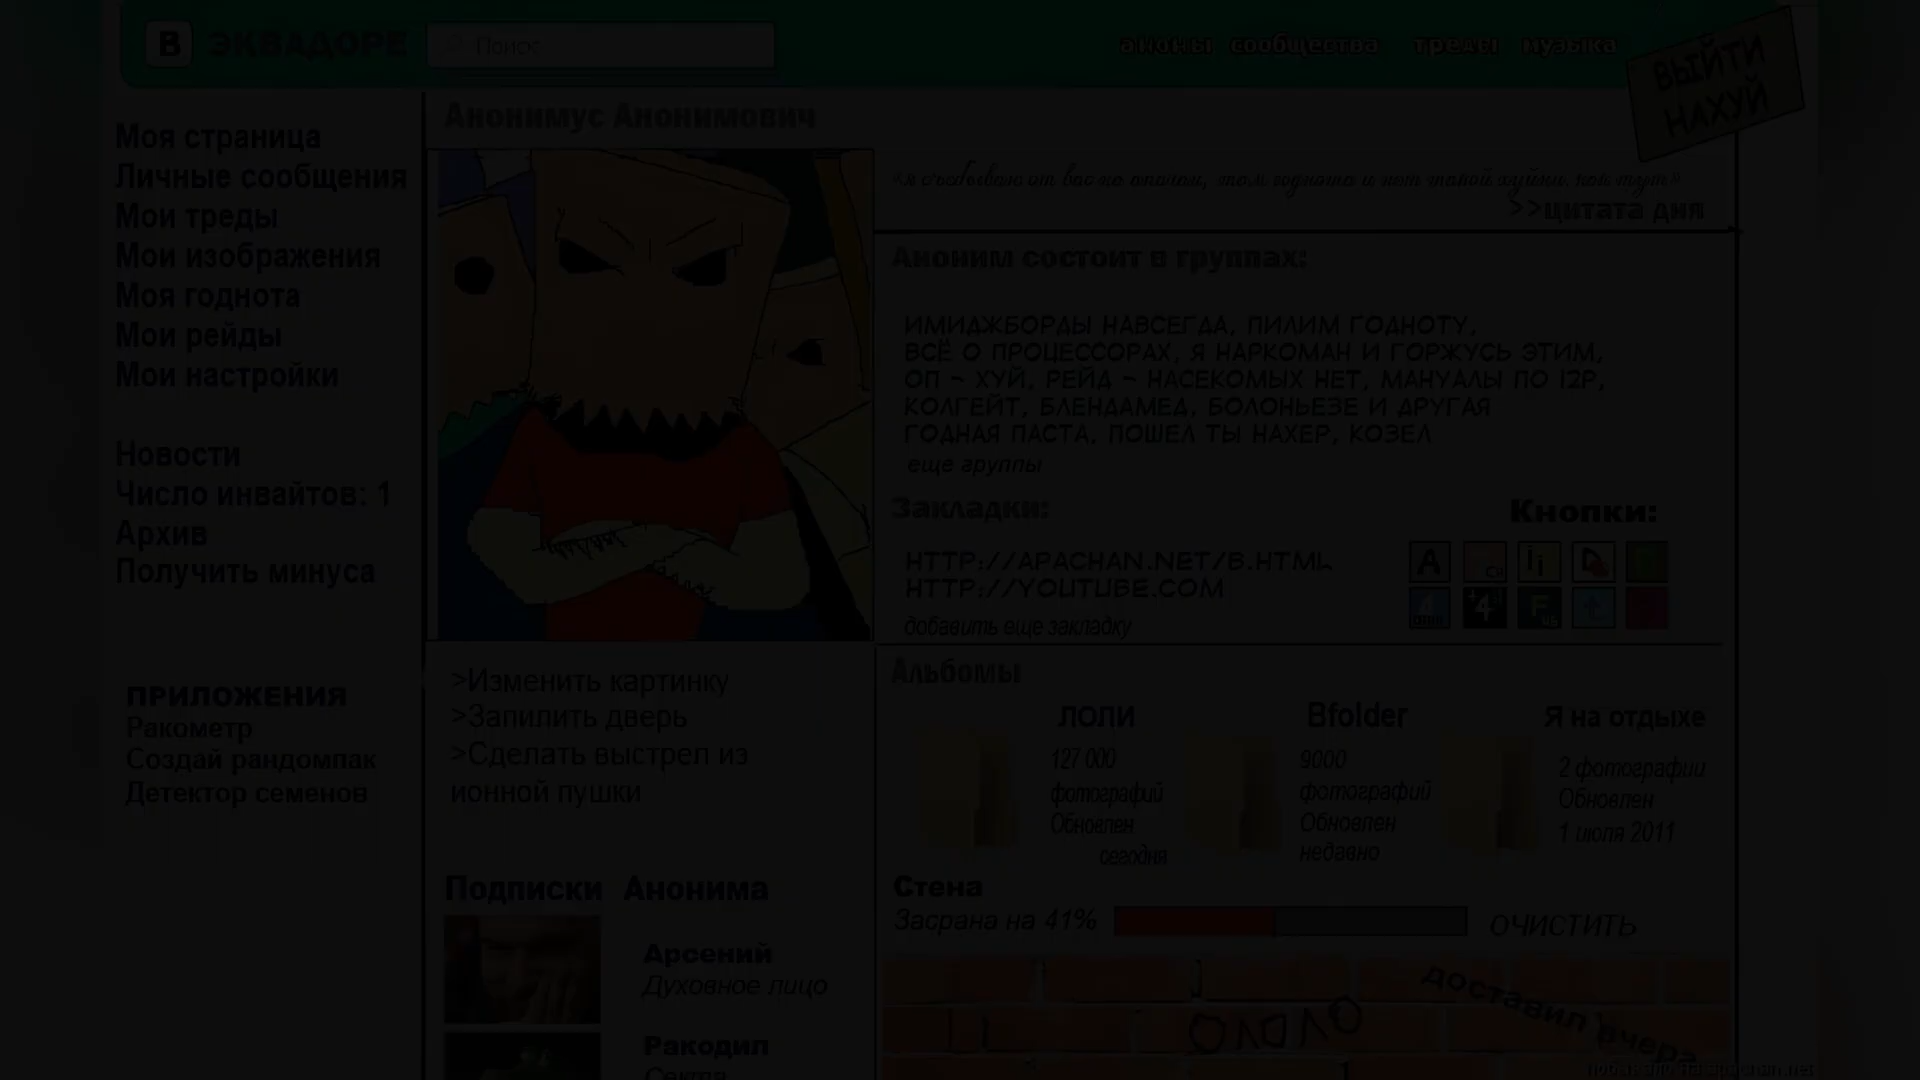 В ЭКВАДОРЕ
Поиск
аноны сообщества треды музыка
ВЫЙТИ
НАХУЙ
Моя страница
Личные сообщения
Мои треды
Мои изображения
Моя годнота
Мои рейды
Мои настройки
Новости
Число инвайтов: 1
Архив
Получить минуса
ПРИЛОЖЕНИЯ
Ракометр
Создай рандомпак
Детектор семенов
Анонимус Анонимович
>Изменить картинку
>Запилить дверь
>Сделать выстрел из
ионной пушки
Подписки Анонима
Арсений
Духовное лицо
Ракодил
Секта
>>цитата дня
Аноним состоит в группах:
ИМИДЖБОРДЫ НАВСЕГДА, ПИЛИМ ГОДНОТУ,
ВСЁ О ПРОЦЕССОРАХ, Я НАРКОМАН И ГОРЖУСЬ ЭТИМ,
ОП - ХУЙ, РЕЙД - НАСЕКОМЫХ НЕТ, МАНУАЛЫ ПО I2P,
КОЛГЕЙТ, БЛЕНДАМЕД, БОЛОНЬЕЗЕ И ДРУГАЯ
ГОДНАЯ ПАСТА, ПОШЕЛ ТЫ НАХЕР, КОЗЕЛ
еще группы
Закладки:
HTTP://APACHAN.NET/B.HTML
HTTP://YOUTUBE.COM
добавить еще закладку
Кнопки:
Альбомы
ЛОЛИ
127 000
фотографий
Обновлен
сегодня
Bfolder
9000
фотографий
Обновлен
недавно
Я на отдыхе
2 фотографии
Обновлен
1 июля 2011
Стена
Засрана на 41%
ОЧИСТИТЬ
ОЛОЛО
доставил вчера